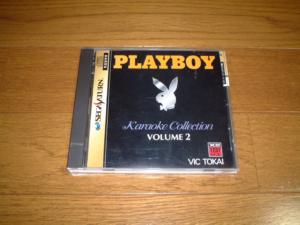 SEGA SATURN
PLAYBOY
Karaoke Collection
VOLUME 2
VIC TOKAI